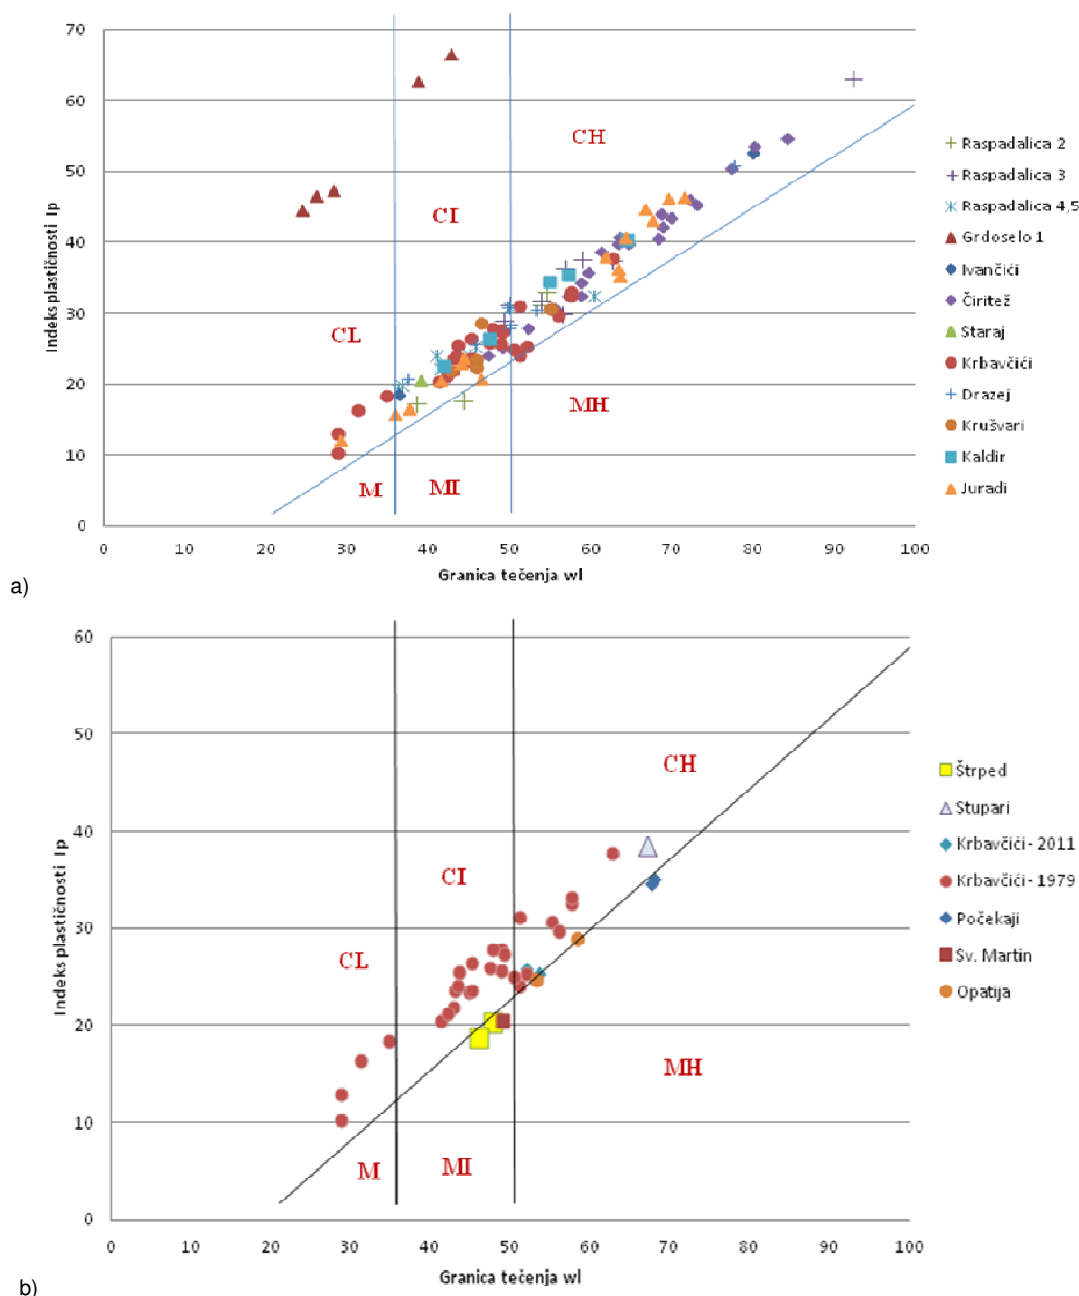 70
60
50
40
30
20
10
0
Indeks plastičnosti Ip
CH
CI
CL
MH
M
MI
0 10 20 30 40 50 60 70 80 90 100
Granica tečenja wl
Raspadalica 2
Raspadalica 3
Raspadalica 4,5
Grdoselo 1
Ivančići
Čiritež
Staraj
Krbavčići
Drazej
Krušvari
Kaldir
Juradi
a)
60
50
40
30
20
10
0
Indeks plastičnosti Ip
CH
CI
CL
MH
M
MI
0 10 20 30 40 50 60 70 80 90 100
Granica tečenja wl
Štrped
Stupari
Krbavčići - 2011
Krbavčići - 1979
Počekaji
Sv. Martin
Opatija
b)